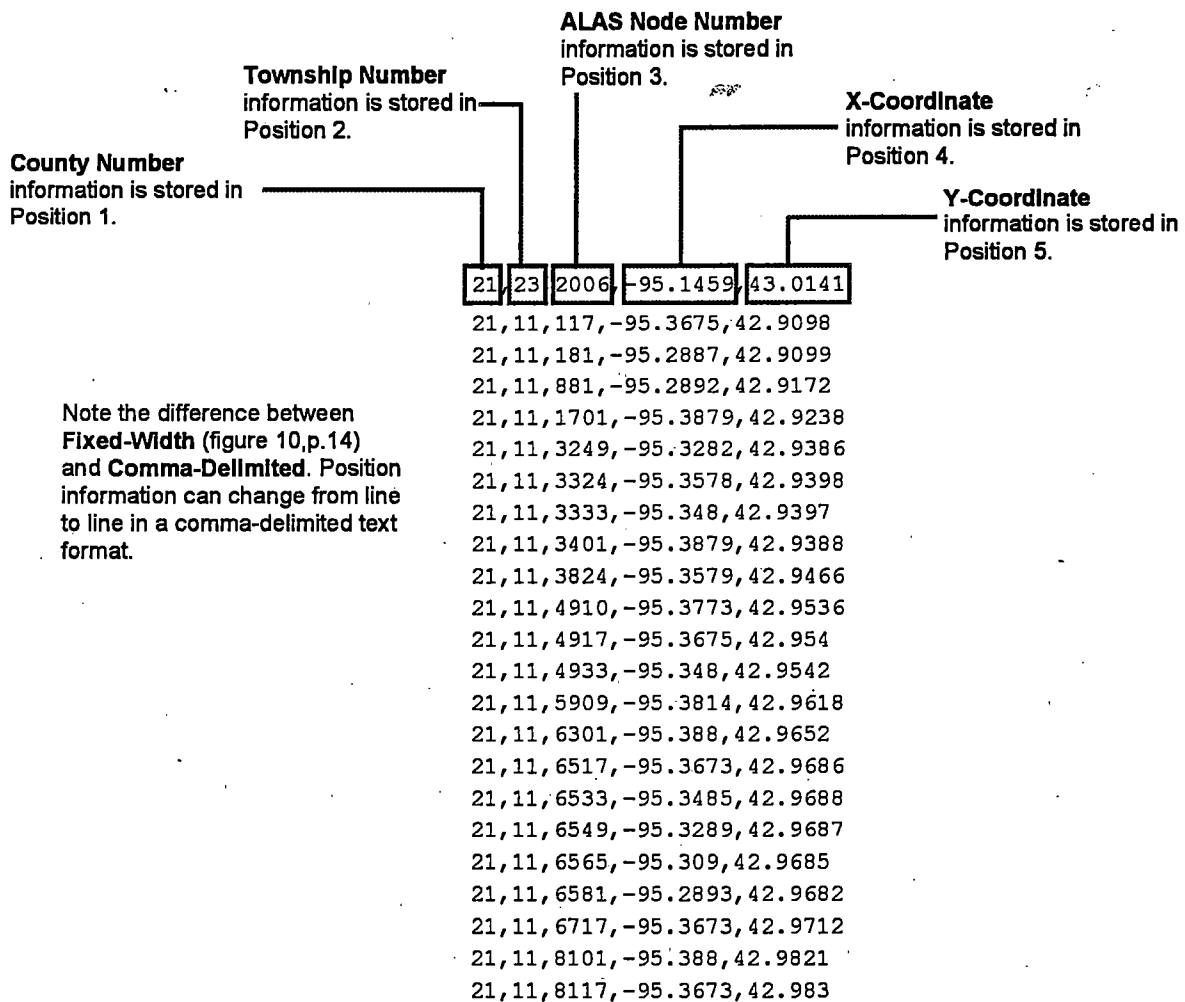 ALAS Node Number
information is stored in
Position 3.
Township Number
information is stored in
Position 2.
X-Coordinate
information is stored in
Position 4.
County Number
information is stored in
Position 1.
Y-Coordinate
information is stored in
Position 5.
21,23,2006,-95.1459,43.0141
21,11,117,-95.3675,42.9098
21,11,181,-95.2887,42.9099
21,11,881,-95.2892,42.9172
21,11,1701,-95.3879,42.9238
21,11,3249,-95.3282,42.9386
21,11,3324,-95.3578,42.9398
21,11,3333,-95.348,42.9397
21,11,3401,-95.3879,42.9388
21,11,3824,-95.3579,42.9466
21,11,4910,-95.3773,42.9536
21,11,4917,-95.3675,42.954
21,11,4933,-95.348,42.9542
21,11,5909,-95.3814,42.9618
21,11,6301,-95.388,42.9652
21,11,6517,-95.3673,42.9686
21,11,6533,-95.3485,42.9688
21,11,6549,-95.3289,42.9687
21,11,6565,-95.309,42.9685
21,11,6581,-95.2893,42.9682
21,11,6717,-95.3673,42.9712
21,11,8101,-95.388,42.9821
21,11,8117,-95.3673,42.983
Note the difference between
Fixed-Width (figure 10,p.14)
and Comma-Delimited. Position
information can change from line
to line in a comma-delimited text
format.